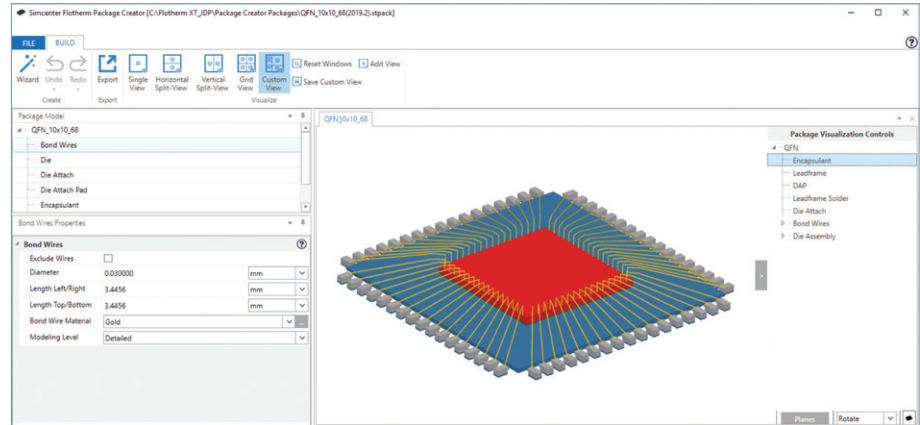 Simcenter Flotherm Package Creator [C:\Flotherm XT_JDP\Package Creator Packages\QFN_10x10_68(2019.2).xtpack]
FILE BUILD
Wizard Undo Redo Export Single View Horizontal Split-View Vertical Split-View Grid View Custom View Reset Windows Add View
Save Custom View
Create Export Visualize
Package Model
QFN_10x10_68
Bond Wires
Die
Die Attach
Die Attach Pad
Encapsulant
Bond Wires Properties
Bond Wires
Exclude Wires
Diameter 0.030000 mm
Length Left/Right 3.4456 mm
Length Top/Bottom 3.4456 mm
Bond Wire Material Gold ...
Modeling Level Detailed
QFN_10x10_68
>
Package Visualization Controls
QFN
Encapsulant
Leadframe
DAP
Leadframe Solder
Die Attach
Bond Wires
Die Assembly
Planes Rotate